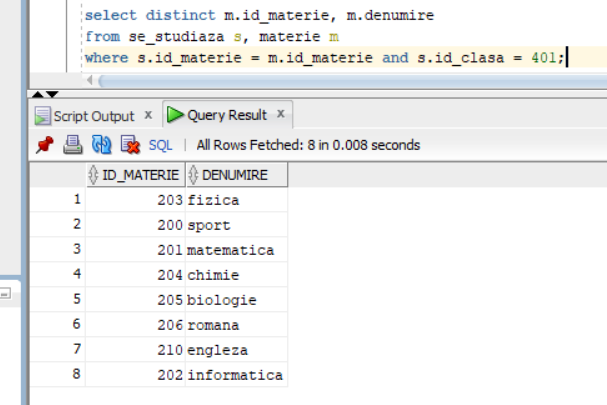 select distinct m.id_materie, m.denumire
from se_studiaza s, materie m
where s.id_materie = m.id_materie and s.id_clasa = 401;
Script Output x Query Result x
SQL | All Rows Fetched: 8 in 0.008 seconds
ID_MATERIE DENUMIRE
1 203 fizica
2 200 sport
3 201 matematica
4 204 chimie
5 205 biologie
6 206 romana
7 210 engleza
8 202 informatica